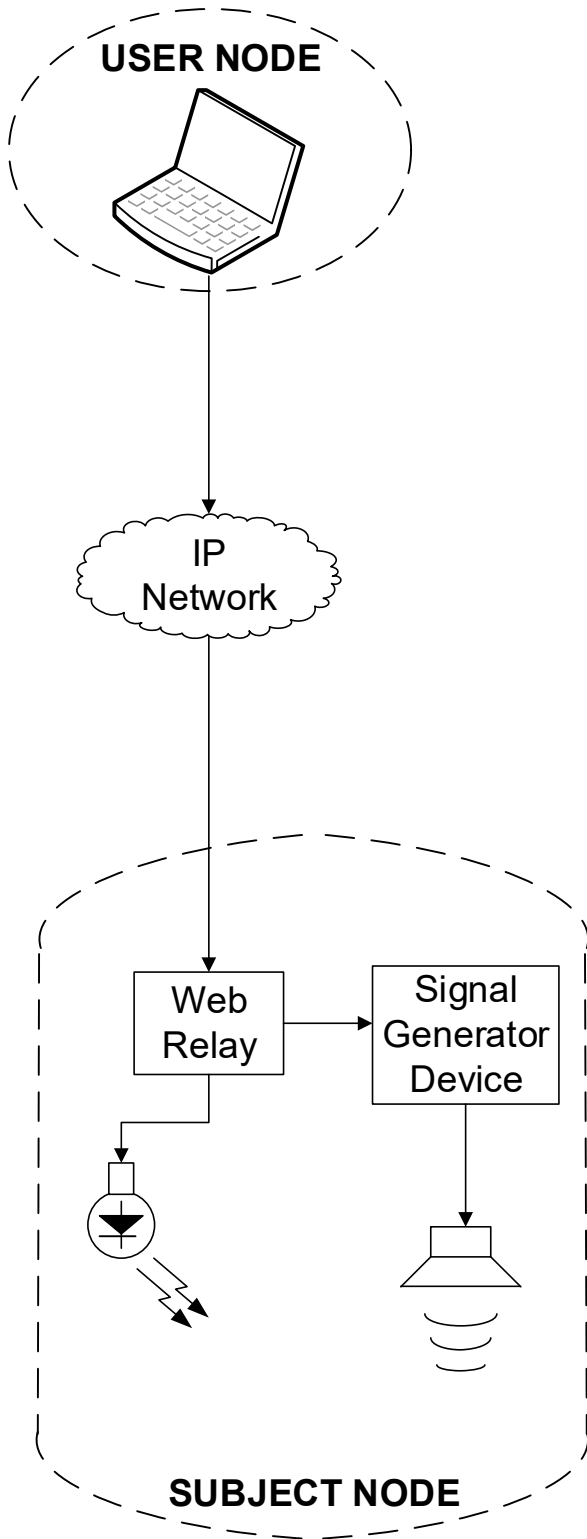 USER NODE
IP
Network
Web
Relay
Signal
Generator
Device
SUBJECT NODE